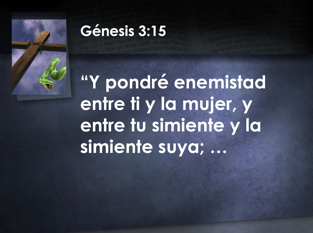 Génesis 3:15
“Y pondré enemistad
entre ti y la mujer, y
entre tu simiente y la
simiente suya; …